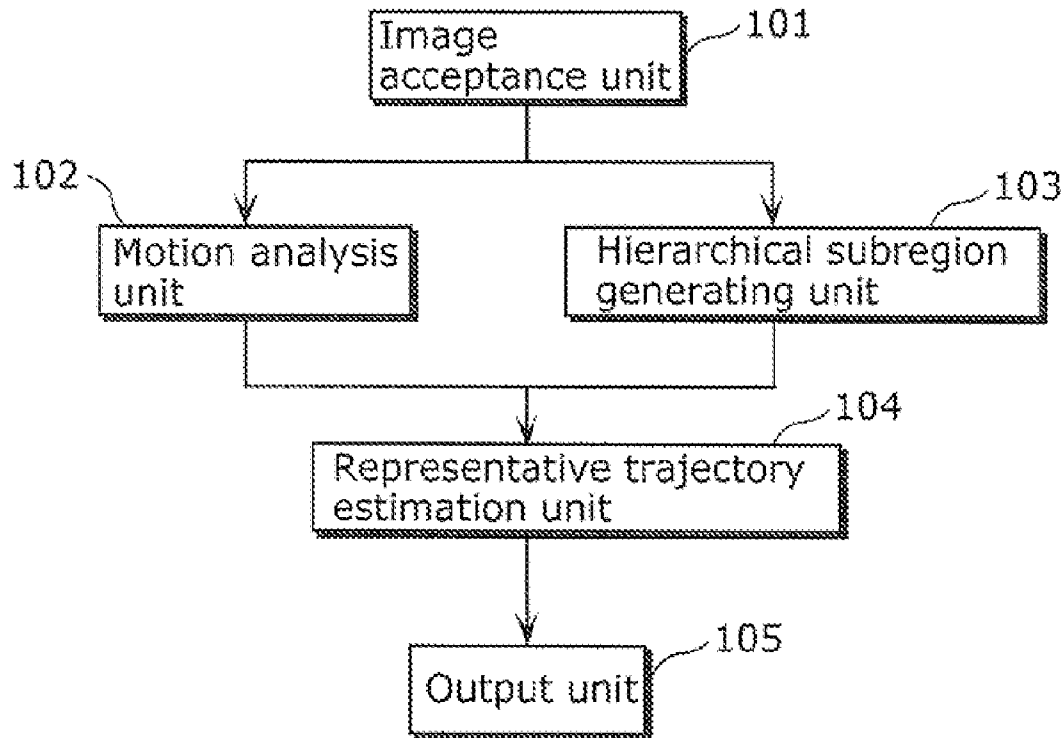 101
Image
acceptance unit
102
103
Motion analysis
unit
Hierarchical subregion
generating unit
104
Representative trajectory
estimation unit
105
Output unit